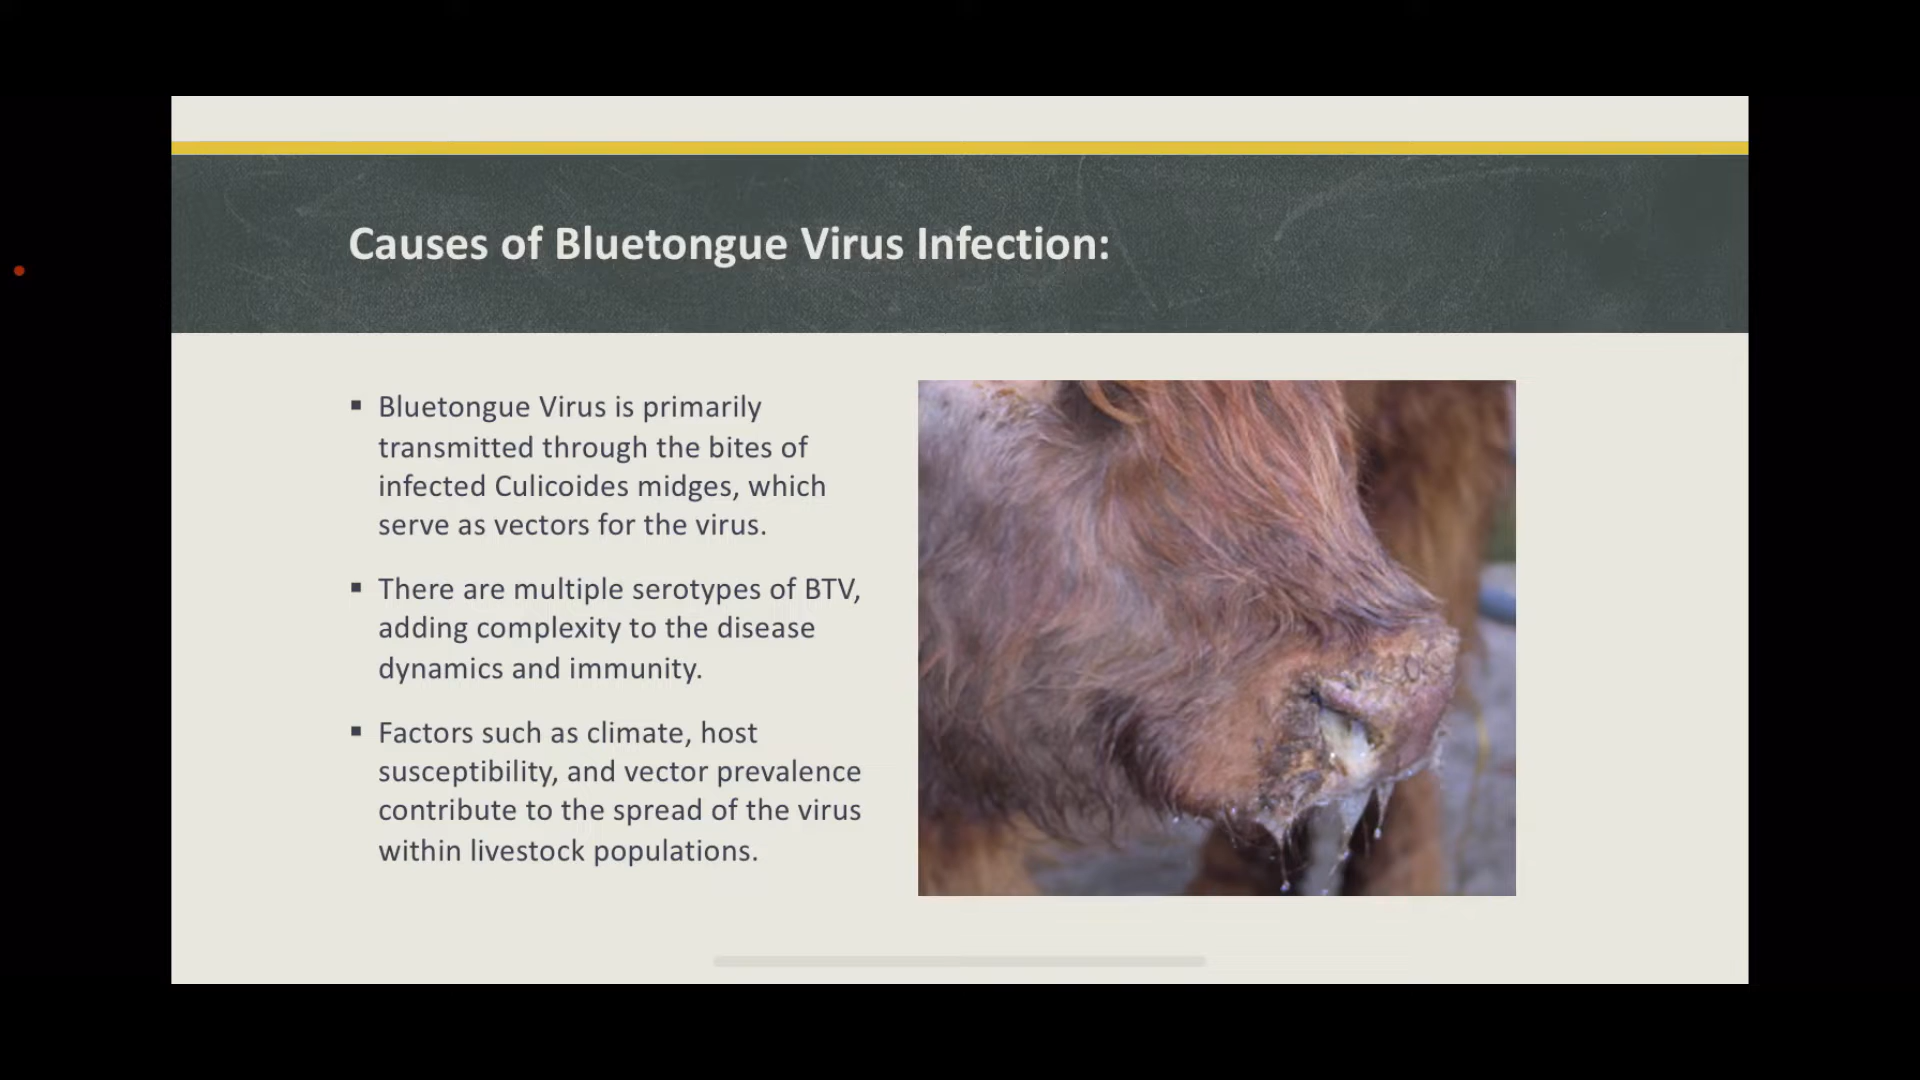 Causes of Bluetongue Virus Infection:
▪ Bluetongue Virus is primarily
transmitted through the bites of
infected Culicoides midges, which
serve as vectors for the virus.
▪ There are multiple serotypes of BTV,
adding complexity to the disease
dynamics and immunity.
▪ Factors such as climate, host
susceptibility, and vector prevalence
contribute to the spread of the virus
within livestock populations.